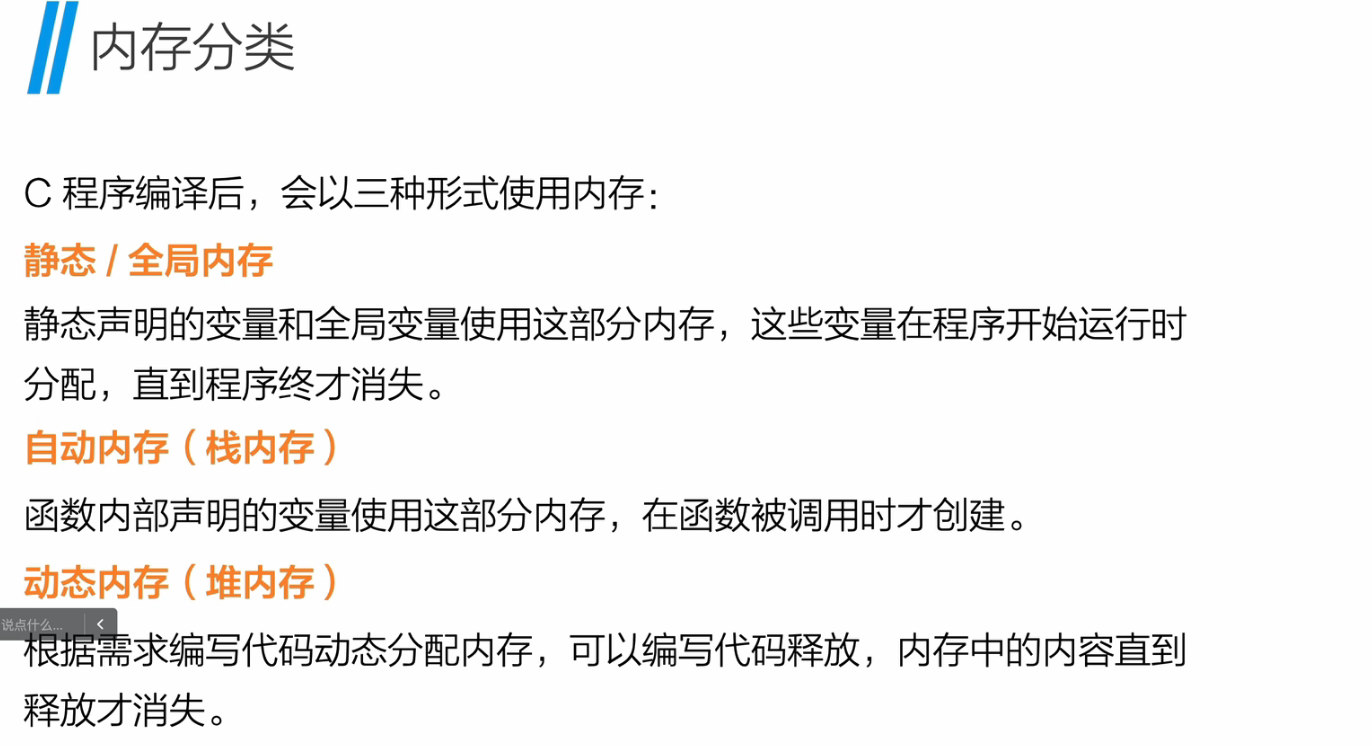 内存分类
C 程序编译后，会以三种形式使用内存：
静态 / 全局内存
静态声明的变量和全局变量使用这部分内存，这些变量在程序开始运行时
分配，直到程序终才消失。
自动内存（栈内存）
函数内部声明的变量使用这部分内存，在函数被调用时才创建。
动态内存（堆内存）
说点什么...
根据需求编写代码动态分配内存，可以编写代码释放，内存中的内容直到
释放才消失。